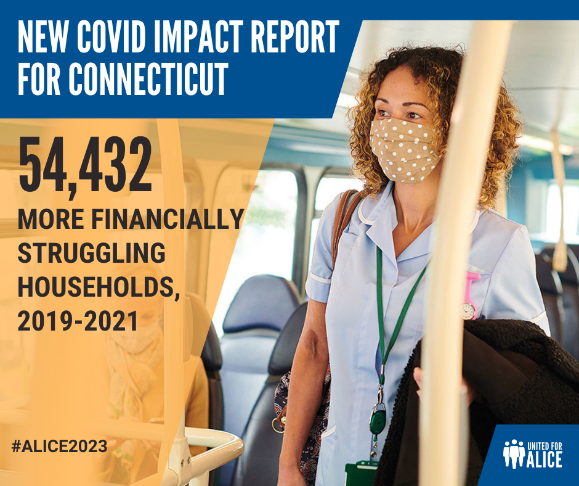 NEW COVID IMPACT REPORT
FOR CONNECTICUT
54,432
MORE FINANCIALLY
STRUGGLING
HOUSEHOLDS,
2019-2021
#ALICE2023
UNITED FOR
ALICE